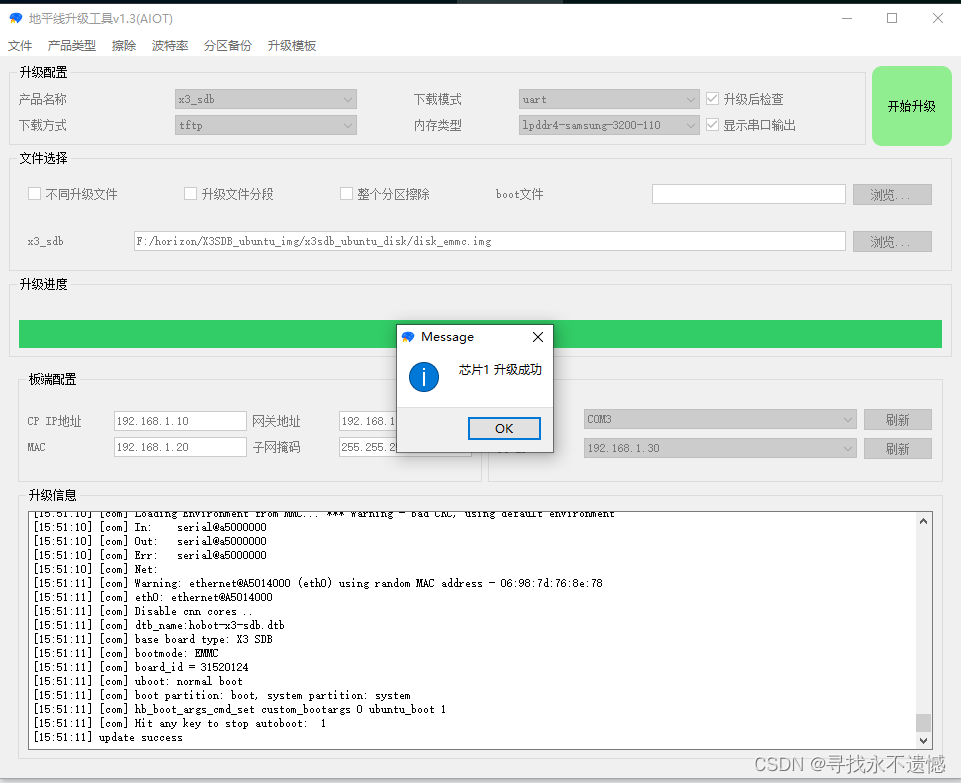 地平线升级工具v1.3(AIOT)
文件 产品类型 擦除 波特率 分区备份 升级模板
升级配置
产品名称 x3_sdb 下载模式 uart 升级后检查
下载方式 tftp 内存类型 lpddr4-samsung-3200-110 显示串口输出
开始升级
文件选择
不同升级文件 升级文件分段 整个分区擦除 boot文件 浏览...
x3_sdb F:/horizon/X3SDB_ubuntu_img/x3sdb_ubuntu_disk/disk_emmc.img 浏览...
升级进度
Message
芯片1 升级成功
OK
板端配置
CP IP地址 192.168.1.10 网关地址 192.168.1 COM3 刷新
MAC 192.168.1.20 子网掩码 255.255.2 192.168.1.30 刷新
升级信息
[15:51:10] [com] Loading Environment from MMC... *** Warning - bad CRC, using default environment
[15:51:10] [com] In:    serial@a5000000
[15:51:10] [com] Out:   serial@a5000000
[15:51:10] [com] Err:   serial@a5000000
[15:51:10] [com] Net:
[15:51:11] [com] Warning: ethernet@A5014000 (eth0) using random MAC address - 06:98:7d:76:8e:78
[15:51:11] [com] eth0: ethernet@A5014000
[15:51:11] [com] Disable cnn cores ..
[15:51:11] [com] dtb_name:hobot-x3-sdb.dtb
[15:51:11] [com] base board type: X3 SDB
[15:51:11] [com] bootmode: EMMC
[15:51:11] [com] board_id = 31520124
[15:51:11] [com] uboot: normal boot
[15:51:11] [com] boot partition: boot, system partition: system
[15:51:11] [com] hb_boot_args_cmd_set custom_bootargs 0 ubuntu_boot 1
[15:51:11] [com] Hit any key to stop autoboot:  1
[15:51:11] update success
CSDN @寻找永不遗憾